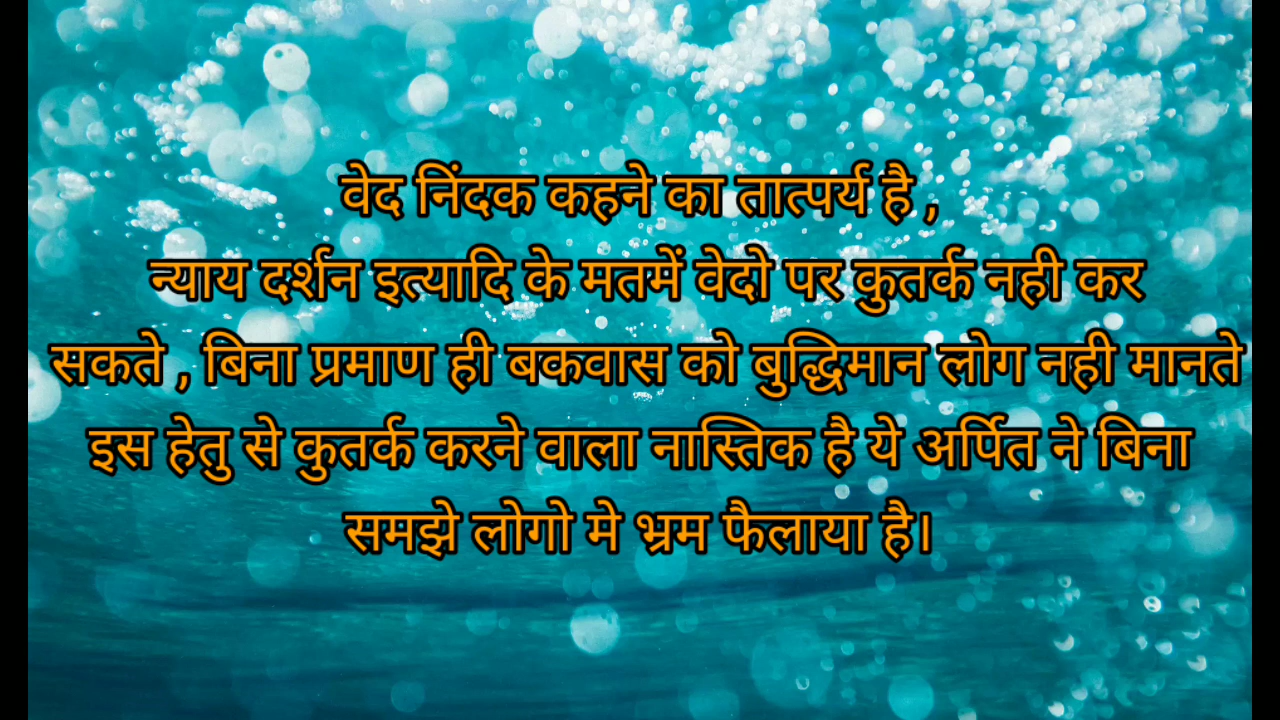 वेद निंदक कहने का तात्पर्य है ,
न्याय दर्शन इत्यादि के मतमें वेदो पर कुतर्क नही कर
सकते , बिना प्रमाण ही बकवास को बुद्धिमान लोग नही मानते
इस हेतु से कुतर्क करने वाला नास्तिक है ये अर्पित ने बिना
समझे लोगो मे भ्रम फैलाया है।